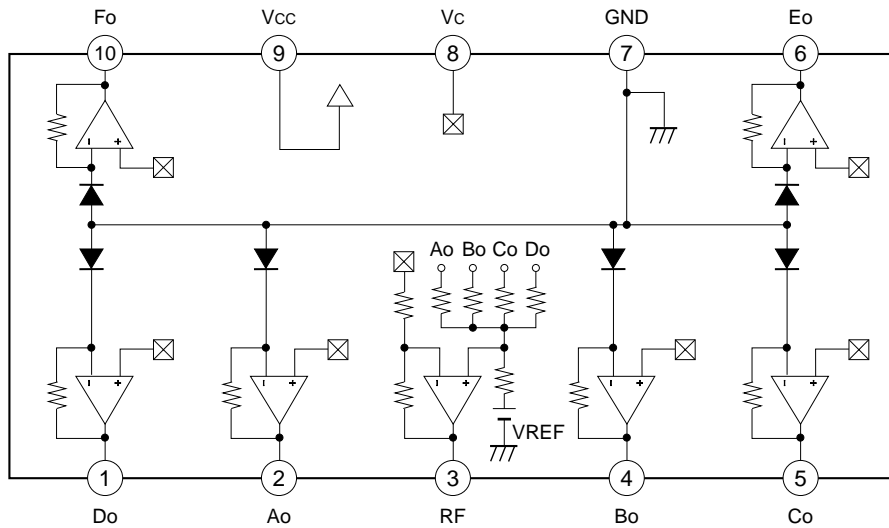 Fo VCC VC GND EO
10 9 8 7 6
- + - +
Ao Bo Co Do
- + - + - + - + - +
VREF
1 2 3 4 5
Do Ao RF Bo Co